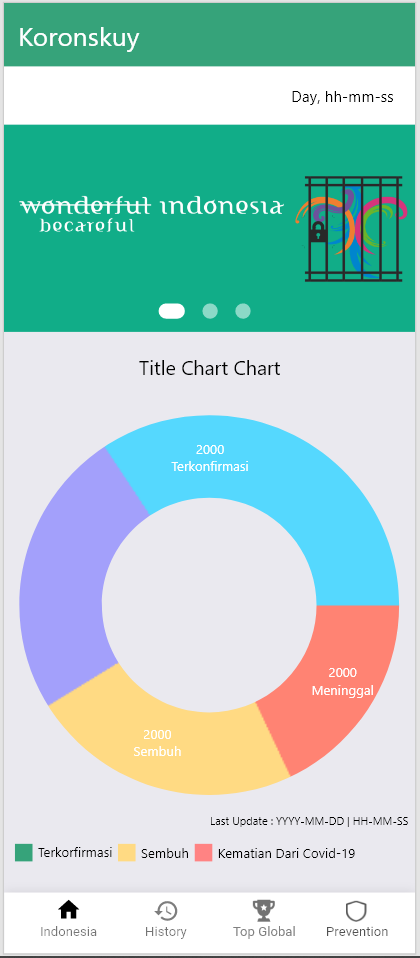 Koronskuy
Day, hh-mm-ss
wonderful indonesia
becareful
Title Chart Chart
2000
Terkonfirmasi
2000
Meninggal
2000
Sembuh
Last Update : YYYY-MM-DD | HH-MM-SS
Terkorfirmasi Sembuh Kematian Dari Covid-19
Indonesia History Top Global Prevention